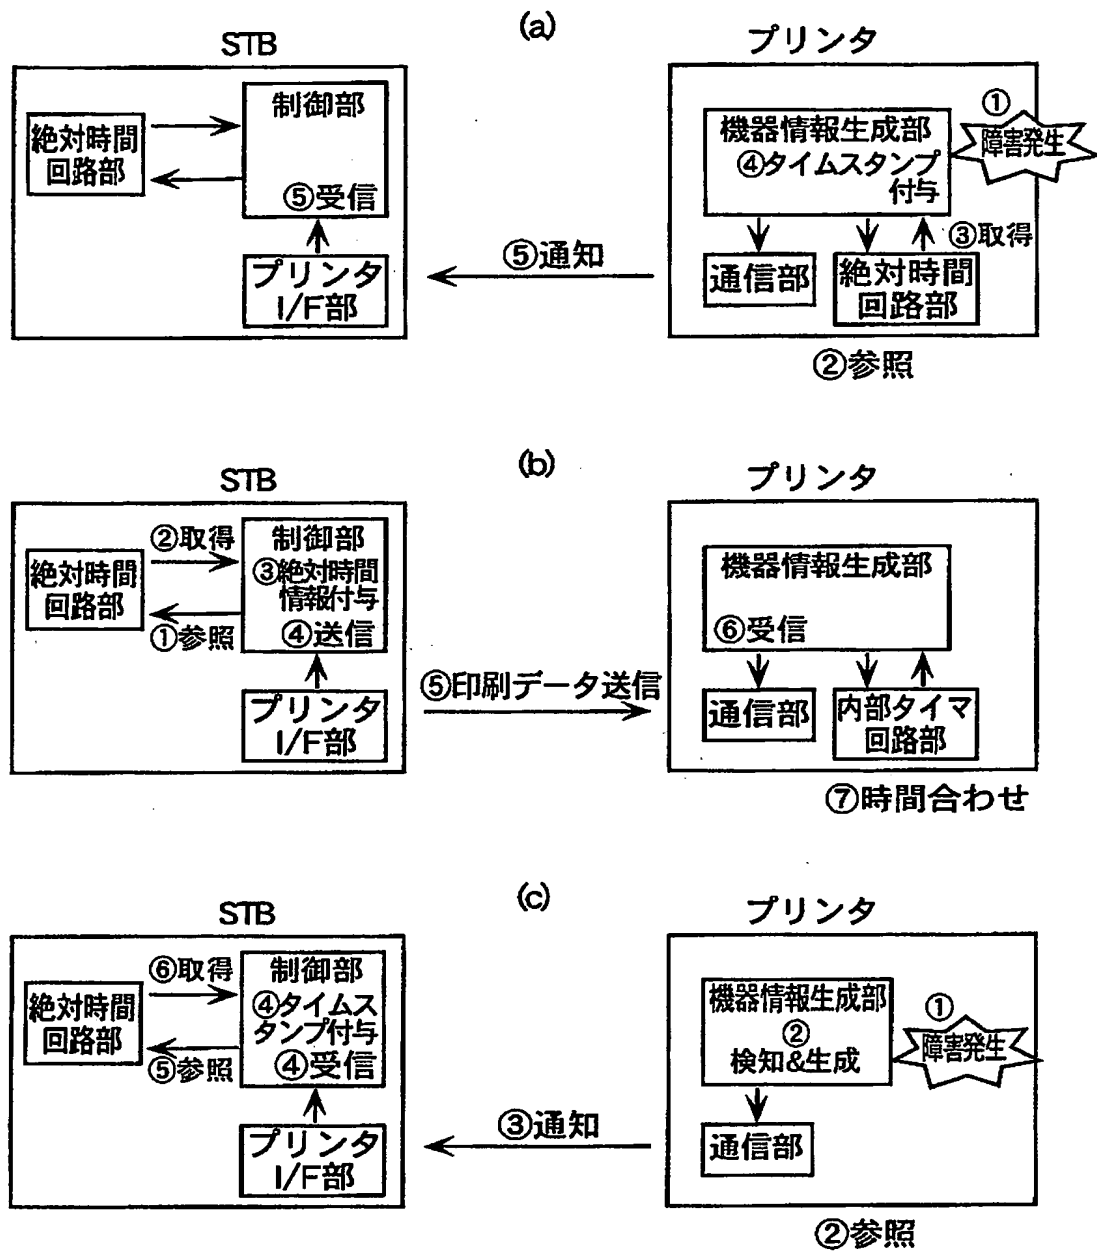 (a)
STB
プリンタ
絶対時間
回路部
制御部
⑤受信
プリンタ
I/F部
⑤通知
機器情報生成部
④タイムスタンプ
付与
①
障害発生
③取得
通信部
絶対時間
回路部
②参照
(b)
STB
プリンタ
②取得
絶対時間
回路部
①参照
制御部
③絶対時間
情報付与
④送信
プリンタ
I/F部
⑤印刷データ送信
機器情報生成部
⑥受信
通信部
内部タイマ
回路部
⑦時間合わせ
(c)
STB
プリンタ
⑥取得
絶対時間
回路部
⑤参照
制御部
④タイムス
タンプ付与
④受信
プリンタ
I/F部
③通知
機器情報生成部
②
検知&生成
①
障害発生
通信部
②参照